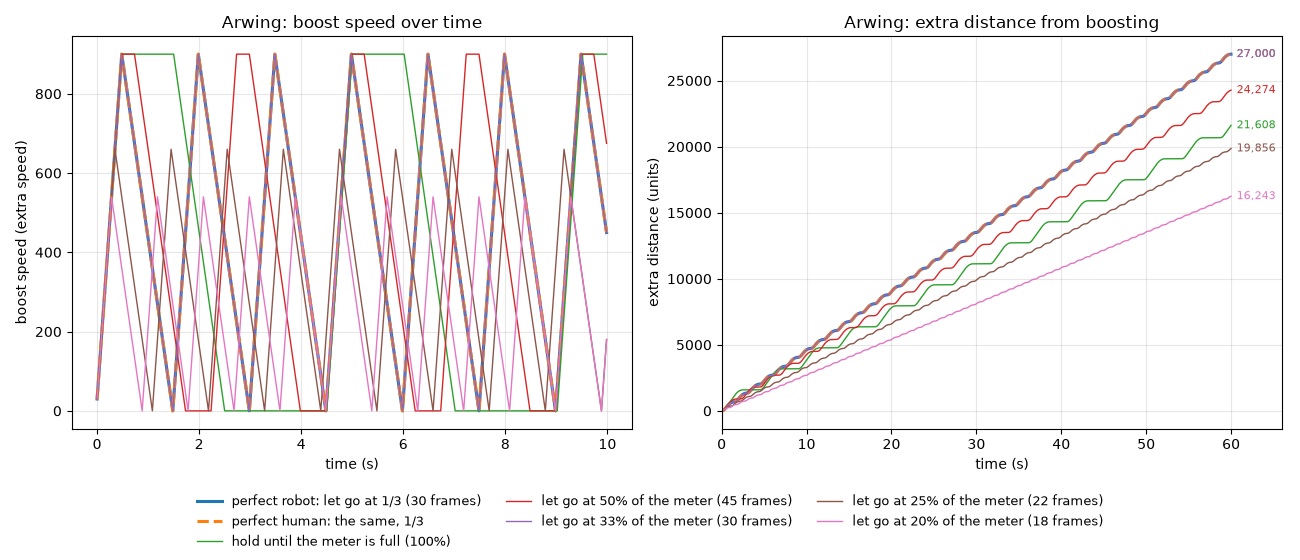 Arwing: boost speed over time
boost speed (extra speed)
800
600
400
200
0
0 2 4 6 8 10
time (s)
Arwing: extra distance from boosting
extra distance (units)
25000
20000
15000
10000
5000
0
27,000
24,274
21,608
19,856
16,243
0 10 20 30 40 50 60
time (s)
perfect robot: let go at 1/3 (30 frames)
perfect human: the same, 1/3
hold until the meter is full (100%)
let go at 50% of the meter (45 frames)
let go at 33% of the meter (30 frames)
let go at 25% of the meter (22 frames)
let go at 20% of the meter (18 frames)